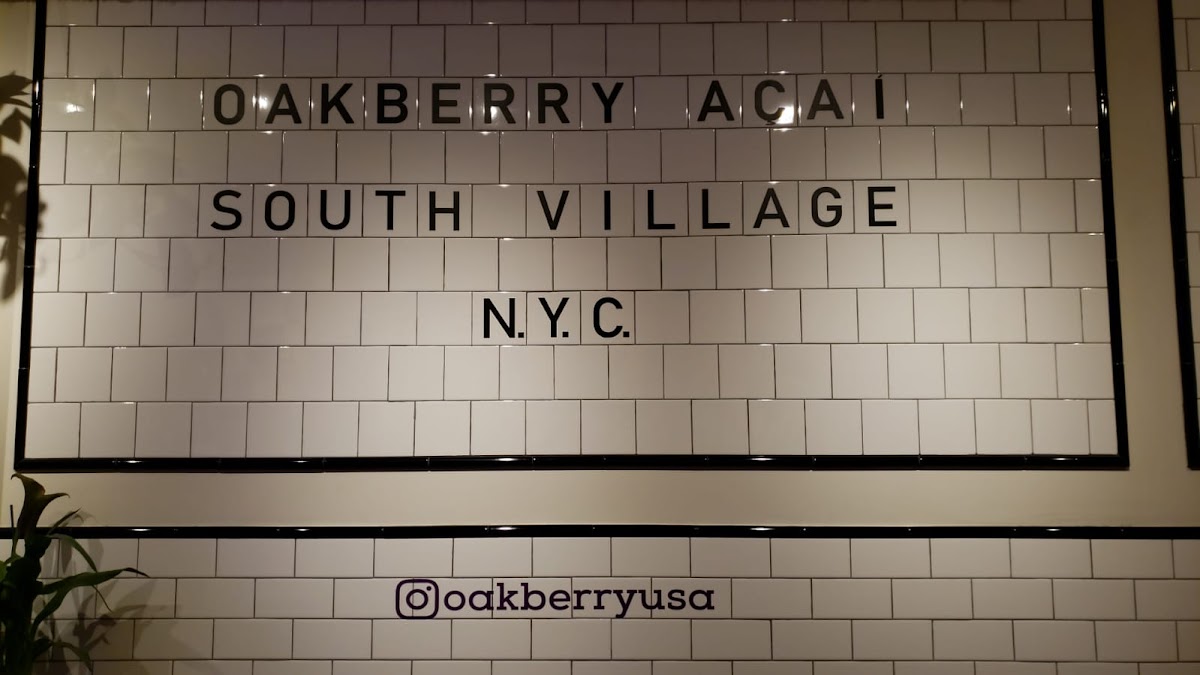 OAKBERRY AÇAÍ
SOUTH VILLAGE
N.Y.C.
oakberryusa